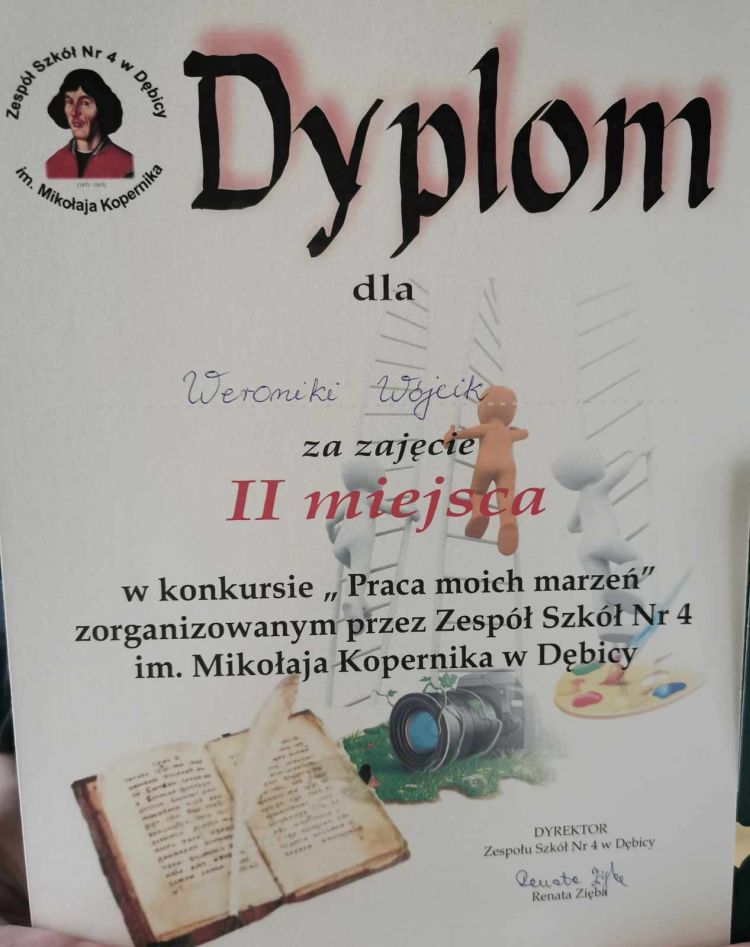 Zespół Szkół Nr 4 w Dębicy
im. Mikołaja Kopernika
Dyplom
dla
Weroniki Wójcik
za zajęcie
II miejsca
w konkursie „ Praca moich marzeń”
zorganizowanym przez Zespół Szkół Nr 4
im. Mikołaja Kopernika w Dębicy
DYREKTOR
Zespołu Szkół Nr 4 w Dębicy
Renata Zięba
Renata Zięba